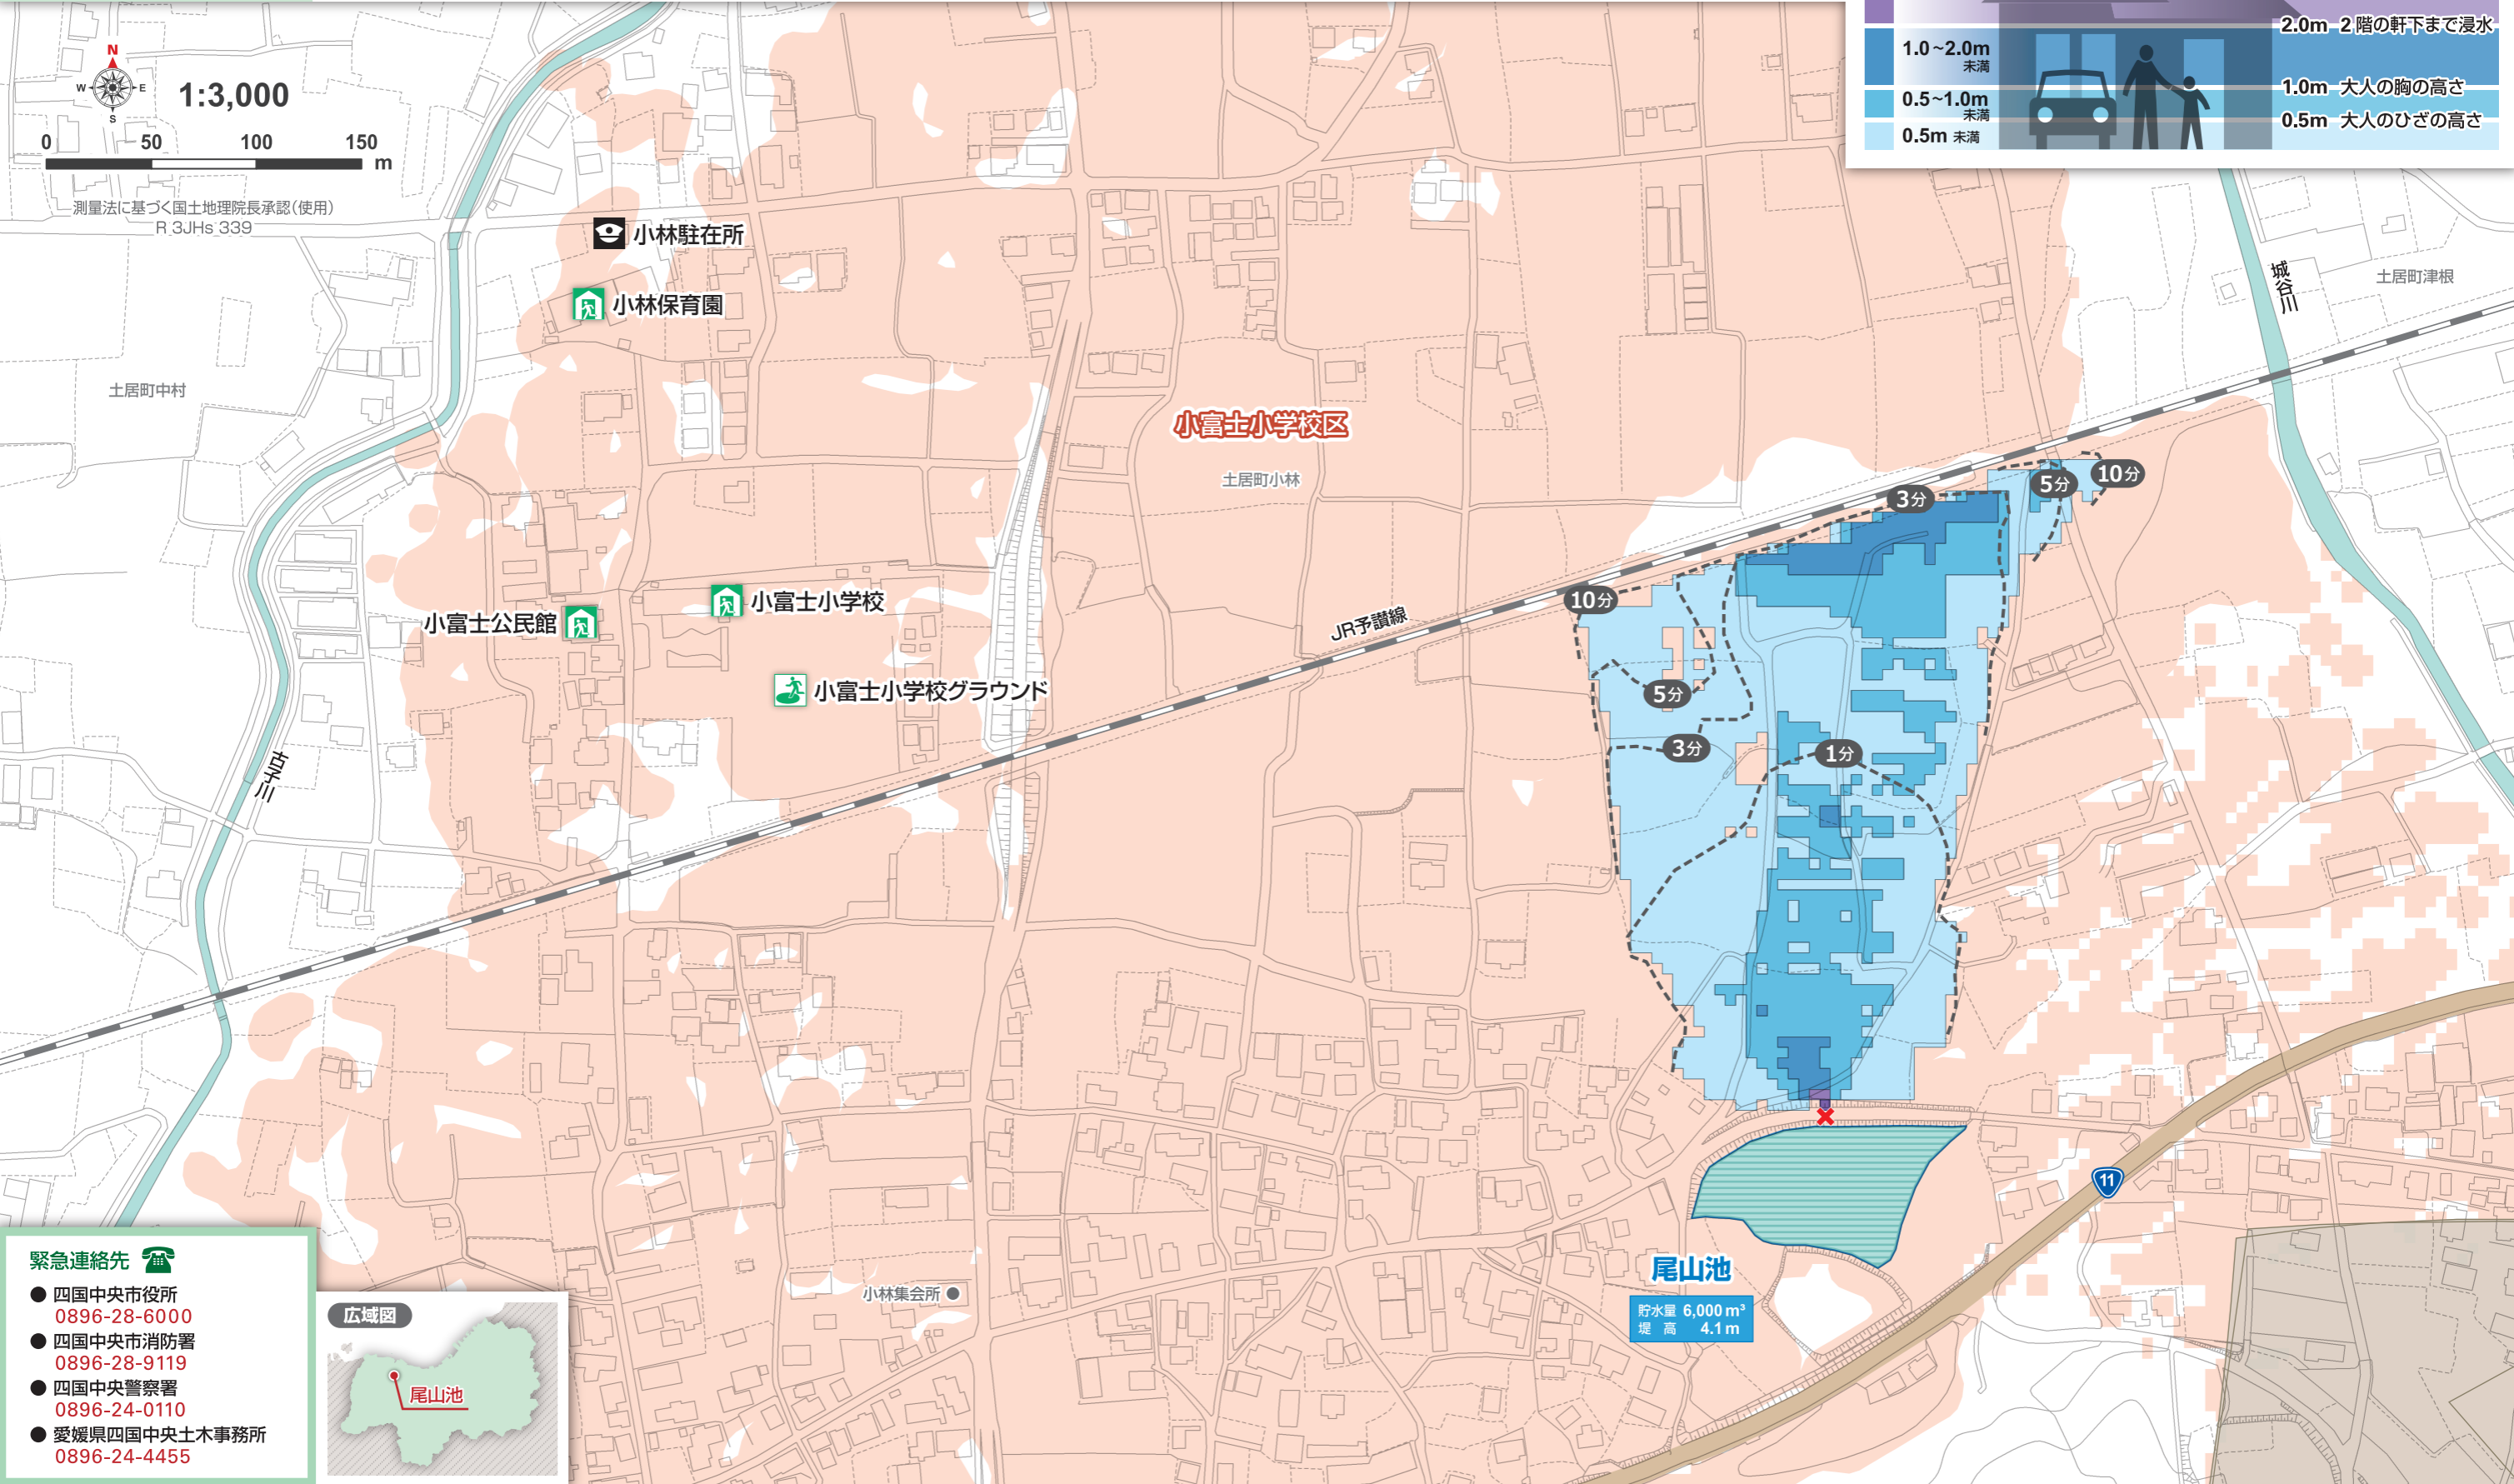 N
W
E
S
1:3,000
0 50 100 150
m
測量法に基づく国土地理院長承認(使用)
R 3JHs 339
2.0m 2階の軒下まで浸水
1.0~2.0m
未満
1.0m 大人の胸の高さ
0.5~1.0m
未満
0.5m 大人のひざの高さ
0.5m 未満
小林駐在所
小林保育園
城谷川
土居町津根
土居町中村
小富士小学校区
土居町小林
3分
5分
10分
10分
小富士小学校
小富士公民館
JR予讃線
小富士小学校グラウンド
5分
3分
1分
古子川
11
尾山池
貯水量 6,000m³
堤 高 4.1m
小林集会所
緊急連絡先
● 四国中央市役所
0896-28-6000
● 四国中央市消防署
0896-28-9119
● 四国中央警察署
0896-24-0110
● 愛媛県四国中央土木事務所
0896-24-4455
広域図
尾山池